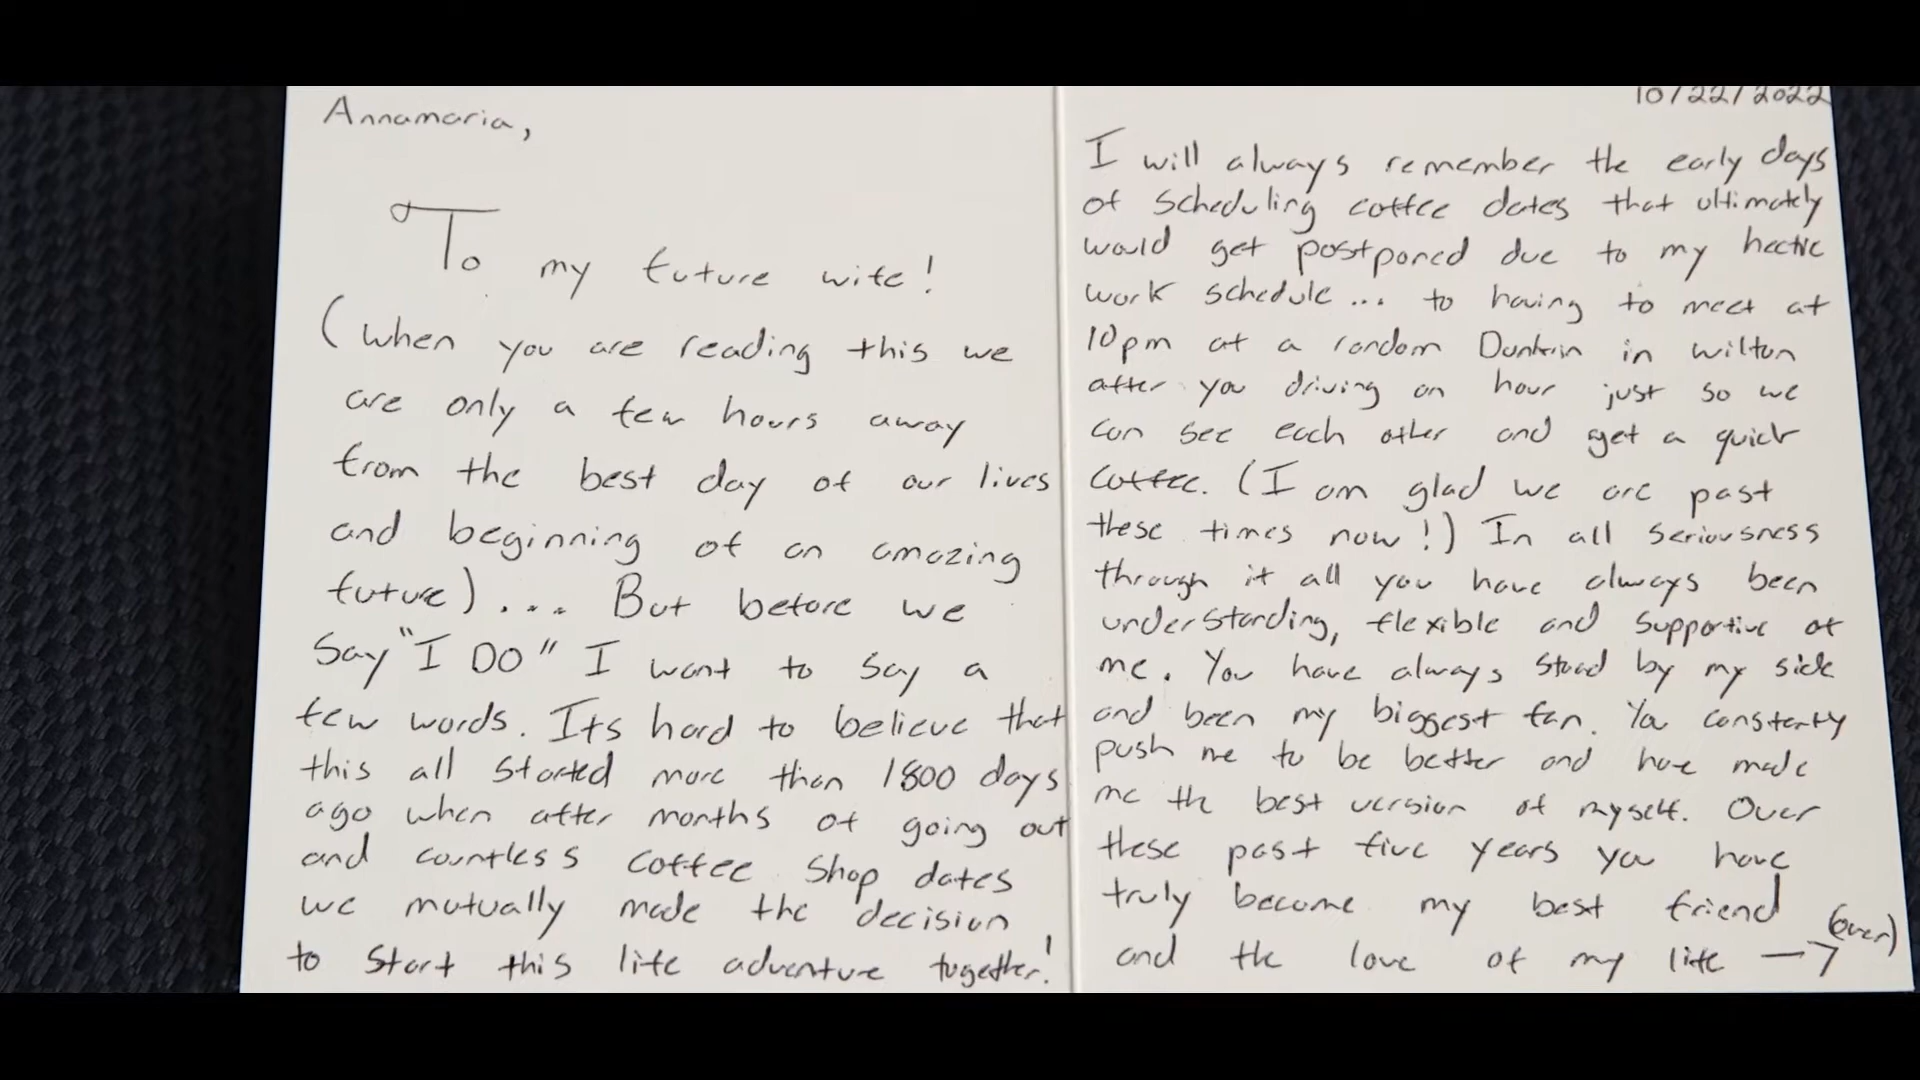 Annamaria,
To my future wife!
(when you are reading this we
are only a few hours away
from the best day of our lives
and beginning of an amazing
future).... But before we
Say "I DO" I want to say a
few words. Its hard to believe that
this all started more than 1800 days
ago when after months of going out
and countless coffee shop dates
we mutually made the decision
to start this life adventure together!
10/22/2022
I will always remember the early days
of scheduling coffee dates that ultimately
would get postponed due to my hectic
work schedule... to having to meet at
10pm at a random Dunkin in wilton
after you driving an hour just so we
can see each other and get a quick
coffee. (I am glad we are past
these times now!) In all seriousness
through it all you have always been
understanding, flexible and supportive of
me. You have always stood by my side
and been my biggest fan. You constantly
push me to be better and have made
me the best version of myself. Over
these past five years you have
truly become my best friend
and the love of my life → (over)